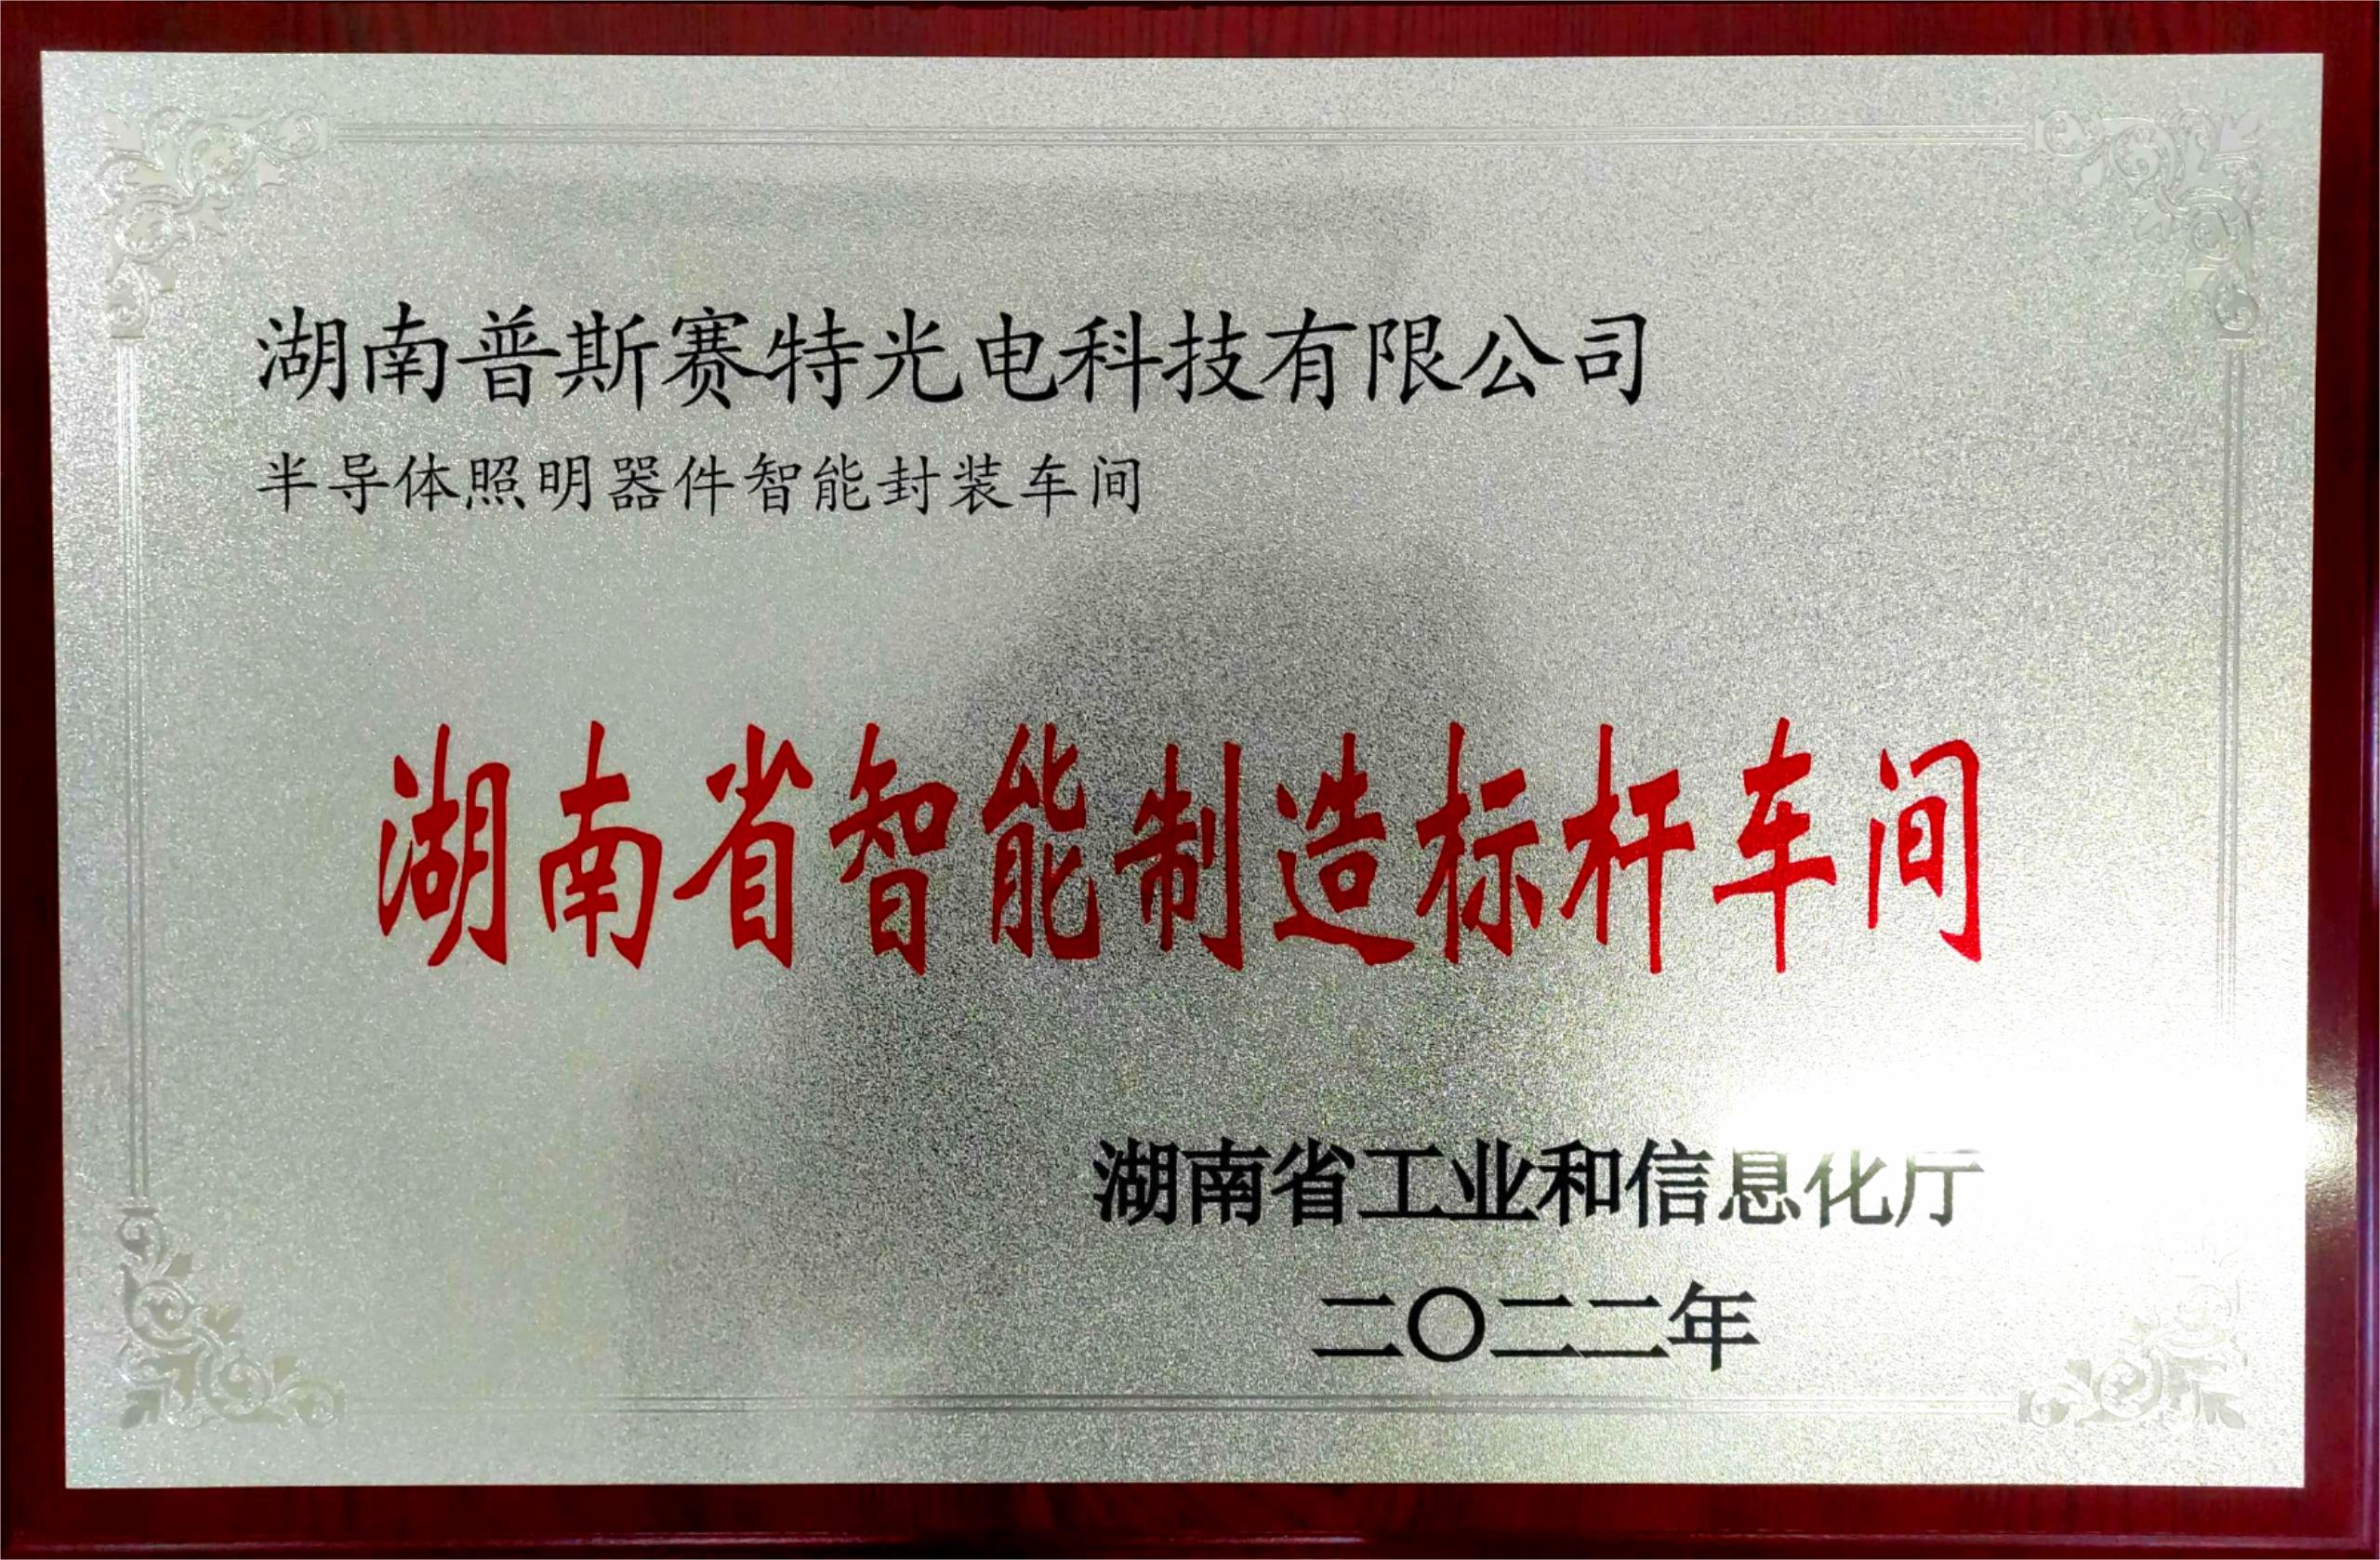 湖南普斯赛特光电科技有限公司
半导体照明器件智能封装车间
湖南省智能制造标杆车间
湖南省工业和信息化厅
二〇二二年